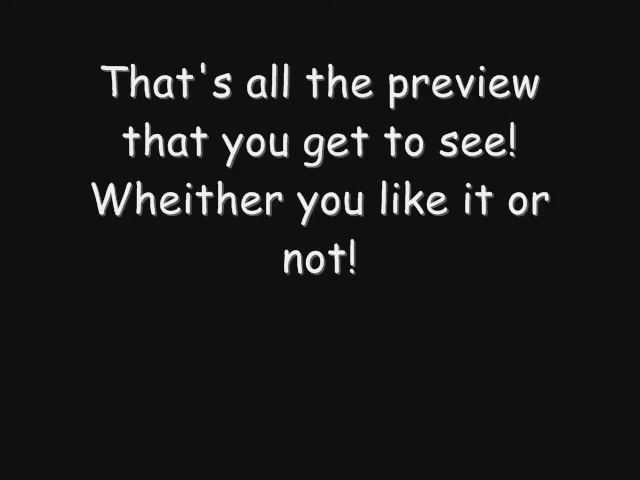 That's all the preview
that you get to see!
Wheither you like it or
not!